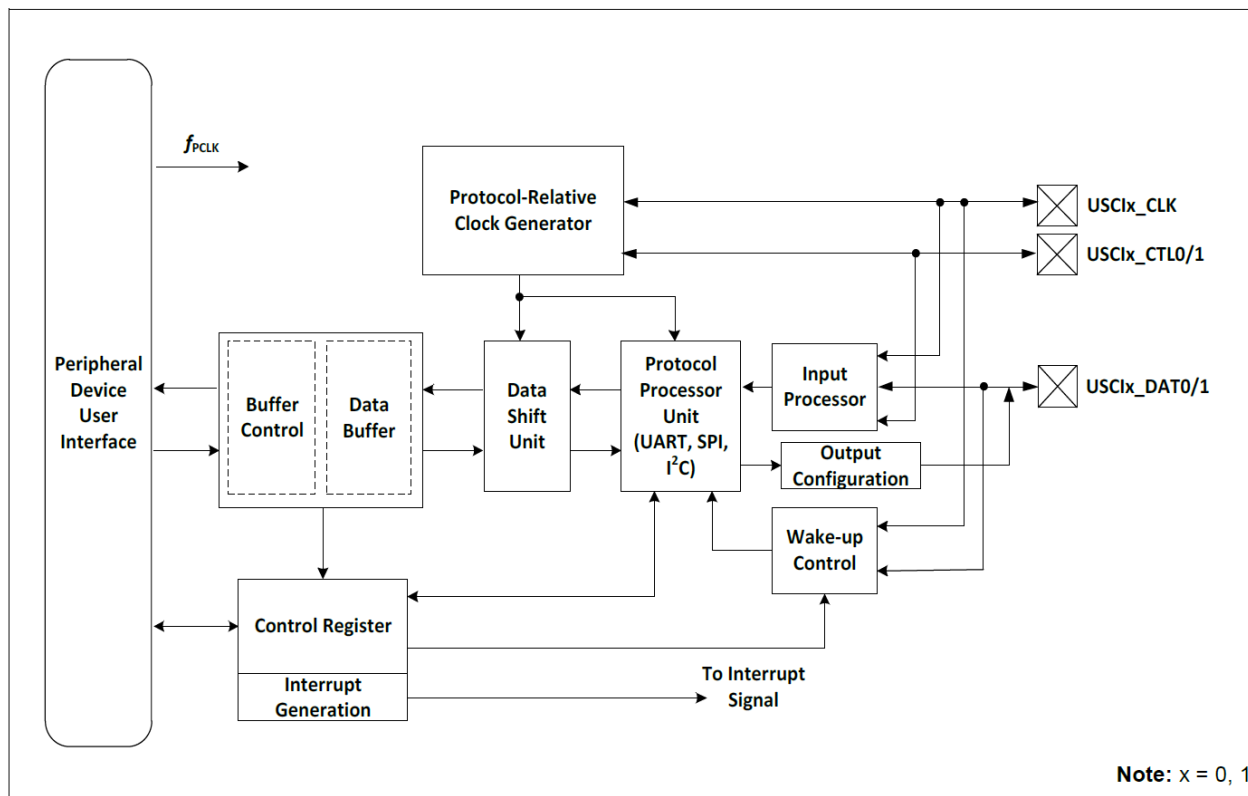 fPCLK
Protocol-Relative
Clock Generator
USCIx_CLK
USCIx_CTL0/1
Peripheral
Device
User
Interface
Buffer
Control
Data
Buffer
Data
Shift
Unit
Protocol
Processor
Unit
(UART, SPI,
I²C)
Input
Processor
USCIx_DAT0/1
Output
Configuration
Wake-up
Control
Control Register
Interrupt
Generation
To Interrupt
Signal
Note: x = 0, 1